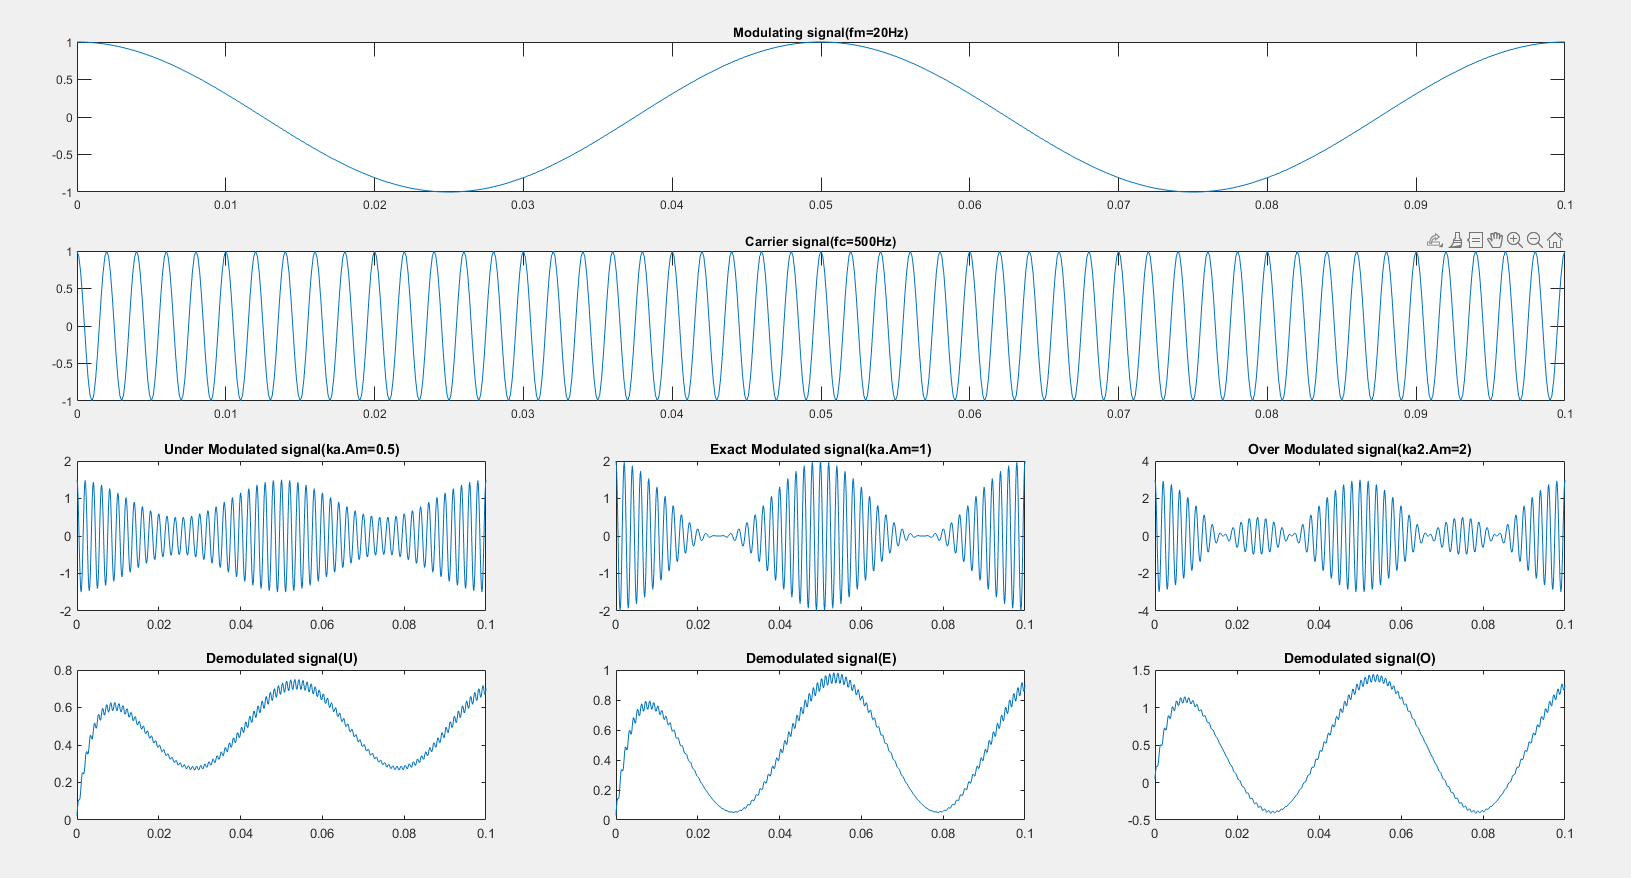 Modulating signal(fm=20Hz)
1
0.5
0
-0.5
-1
0 0.01 0.02 0.03 0.04 0.05 0.06 0.07 0.08 0.09 0.1
Carrier signal(fc=500Hz)
1
0.5
0
-0.5
-1
0 0.01 0.02 0.03 0.04 0.05 0.06 0.07 0.08 0.09 0.1
Under Modulated signal(ka.Am=0.5)
2
1
0
-1
-2
0 0.02 0.04 0.06 0.08 0.1
Exact Modulated signal(ka.Am=1)
2
1
0
-1
-2
0 0.02 0.04 0.06 0.08 0.1
Over Modulated signal(ka2.Am=2)
4
2
0
-2
-4
0 0.02 0.04 0.06 0.08 0.1
Demodulated signal(U)
0.8
0.6
0.4
0.2
0
0 0.02 0.04 0.06 0.08 0.1
Demodulated signal(E)
1
0.8
0.6
0.4
0.2
0
0 0.02 0.04 0.06 0.08 0.1
Demodulated signal(O)
1.5
1
0.5
0
-0.5
0 0.02 0.04 0.06 0.08 0.1